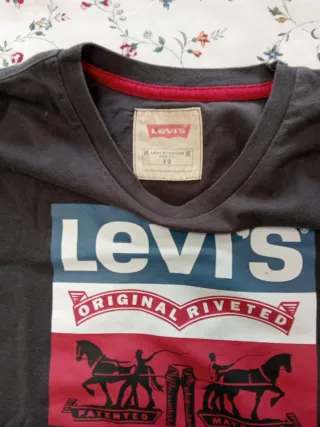 LEVI'S
12
LEVI'S®
ORIGINAL RIVETED
PATENTED